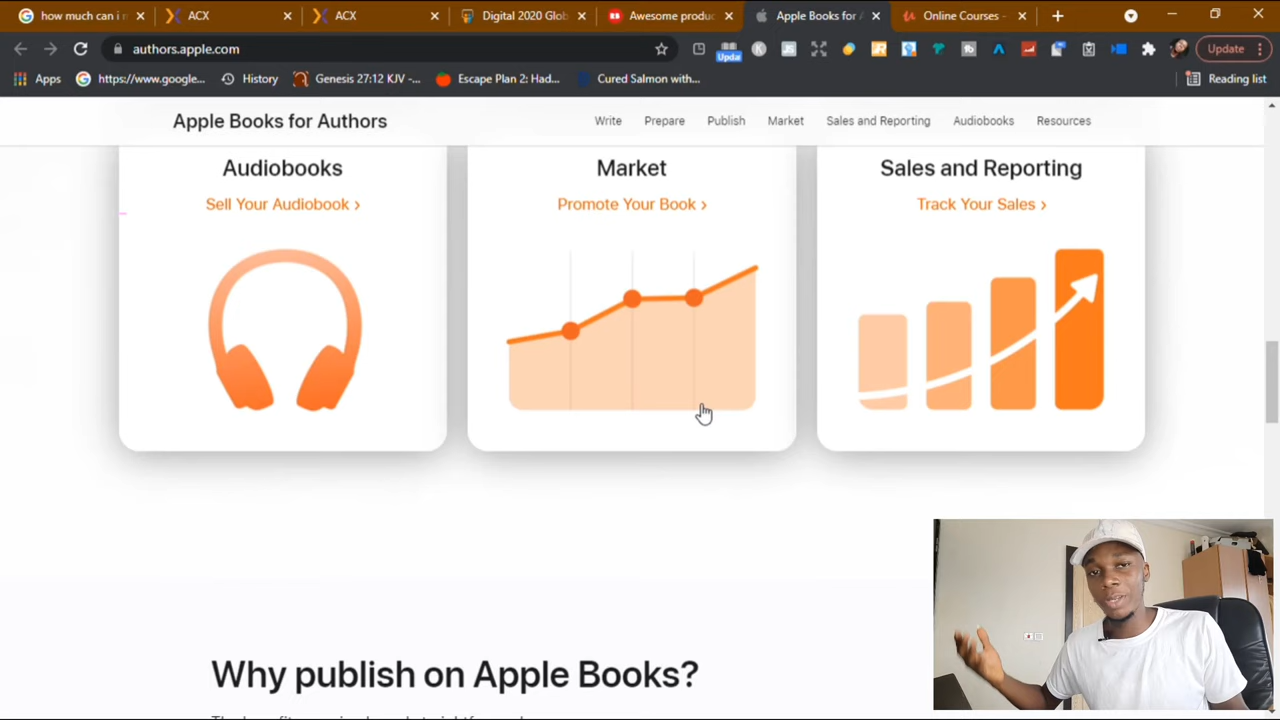 how much can i
ACX
ACX
Digital 2020 Glob
Awesome produc
Apple Books for A
Online Courses -
authors.apple.com
Upda
Update
Apps
https://www.google...
History
Genesis 27:12 KJV -...
Escape Plan 2: Had...
Cured Salmon with...
Reading list
Apple Books for Authors
Write
Prepare
Publish
Market
Sales and Reporting
Audiobooks
Resources
Audiobooks
Sell Your Audiobook >
Market
Promote Your Book >
Sales and Reporting
Track Your Sales >
Why publish on Apple Books?